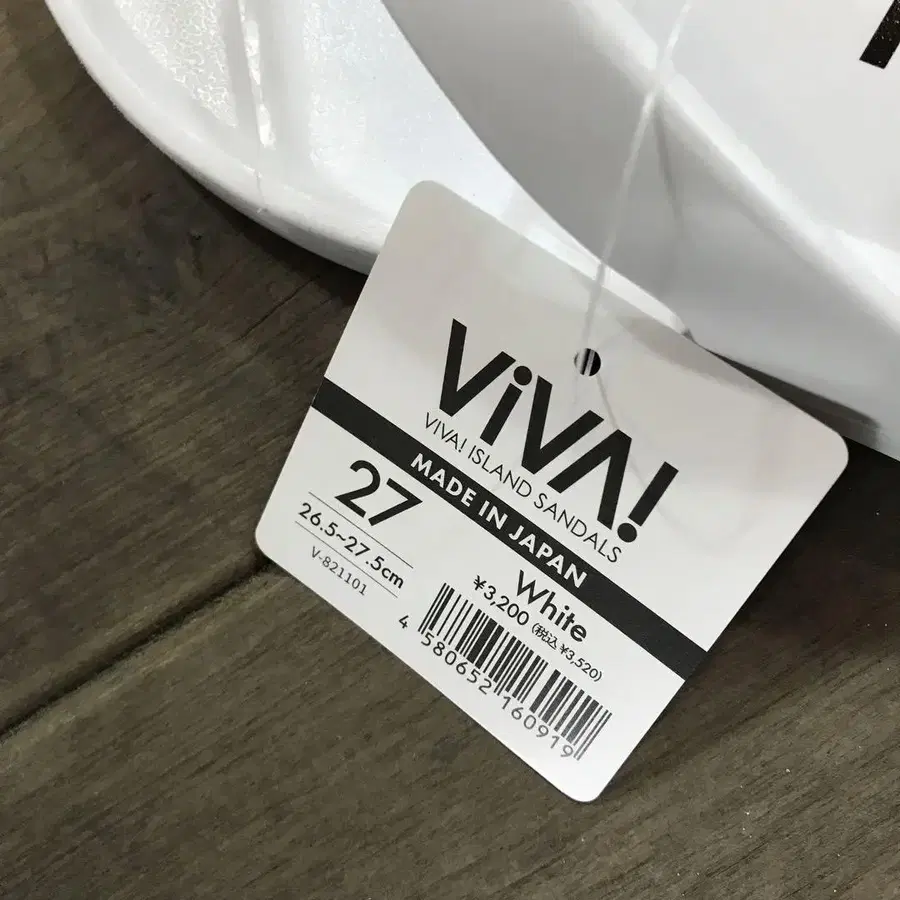 ViVA!
VIVA! ISLAND SANDALS
MADE IN JAPAN
27
26.5~27.5cm
V-821101
White
¥3,200 (税込 ¥3,520)
4 580652 160919